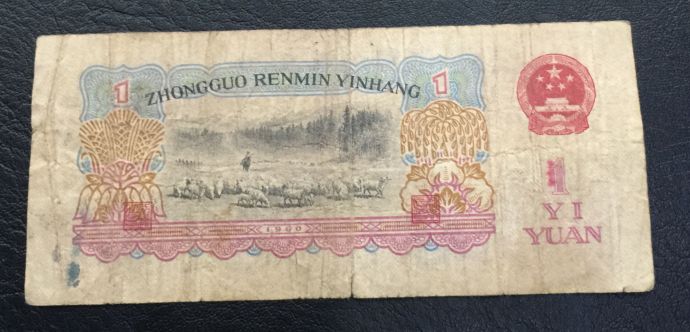 1
ZHONGGUO RENMIN YINHANG
1
1960
1
YI
YUAN